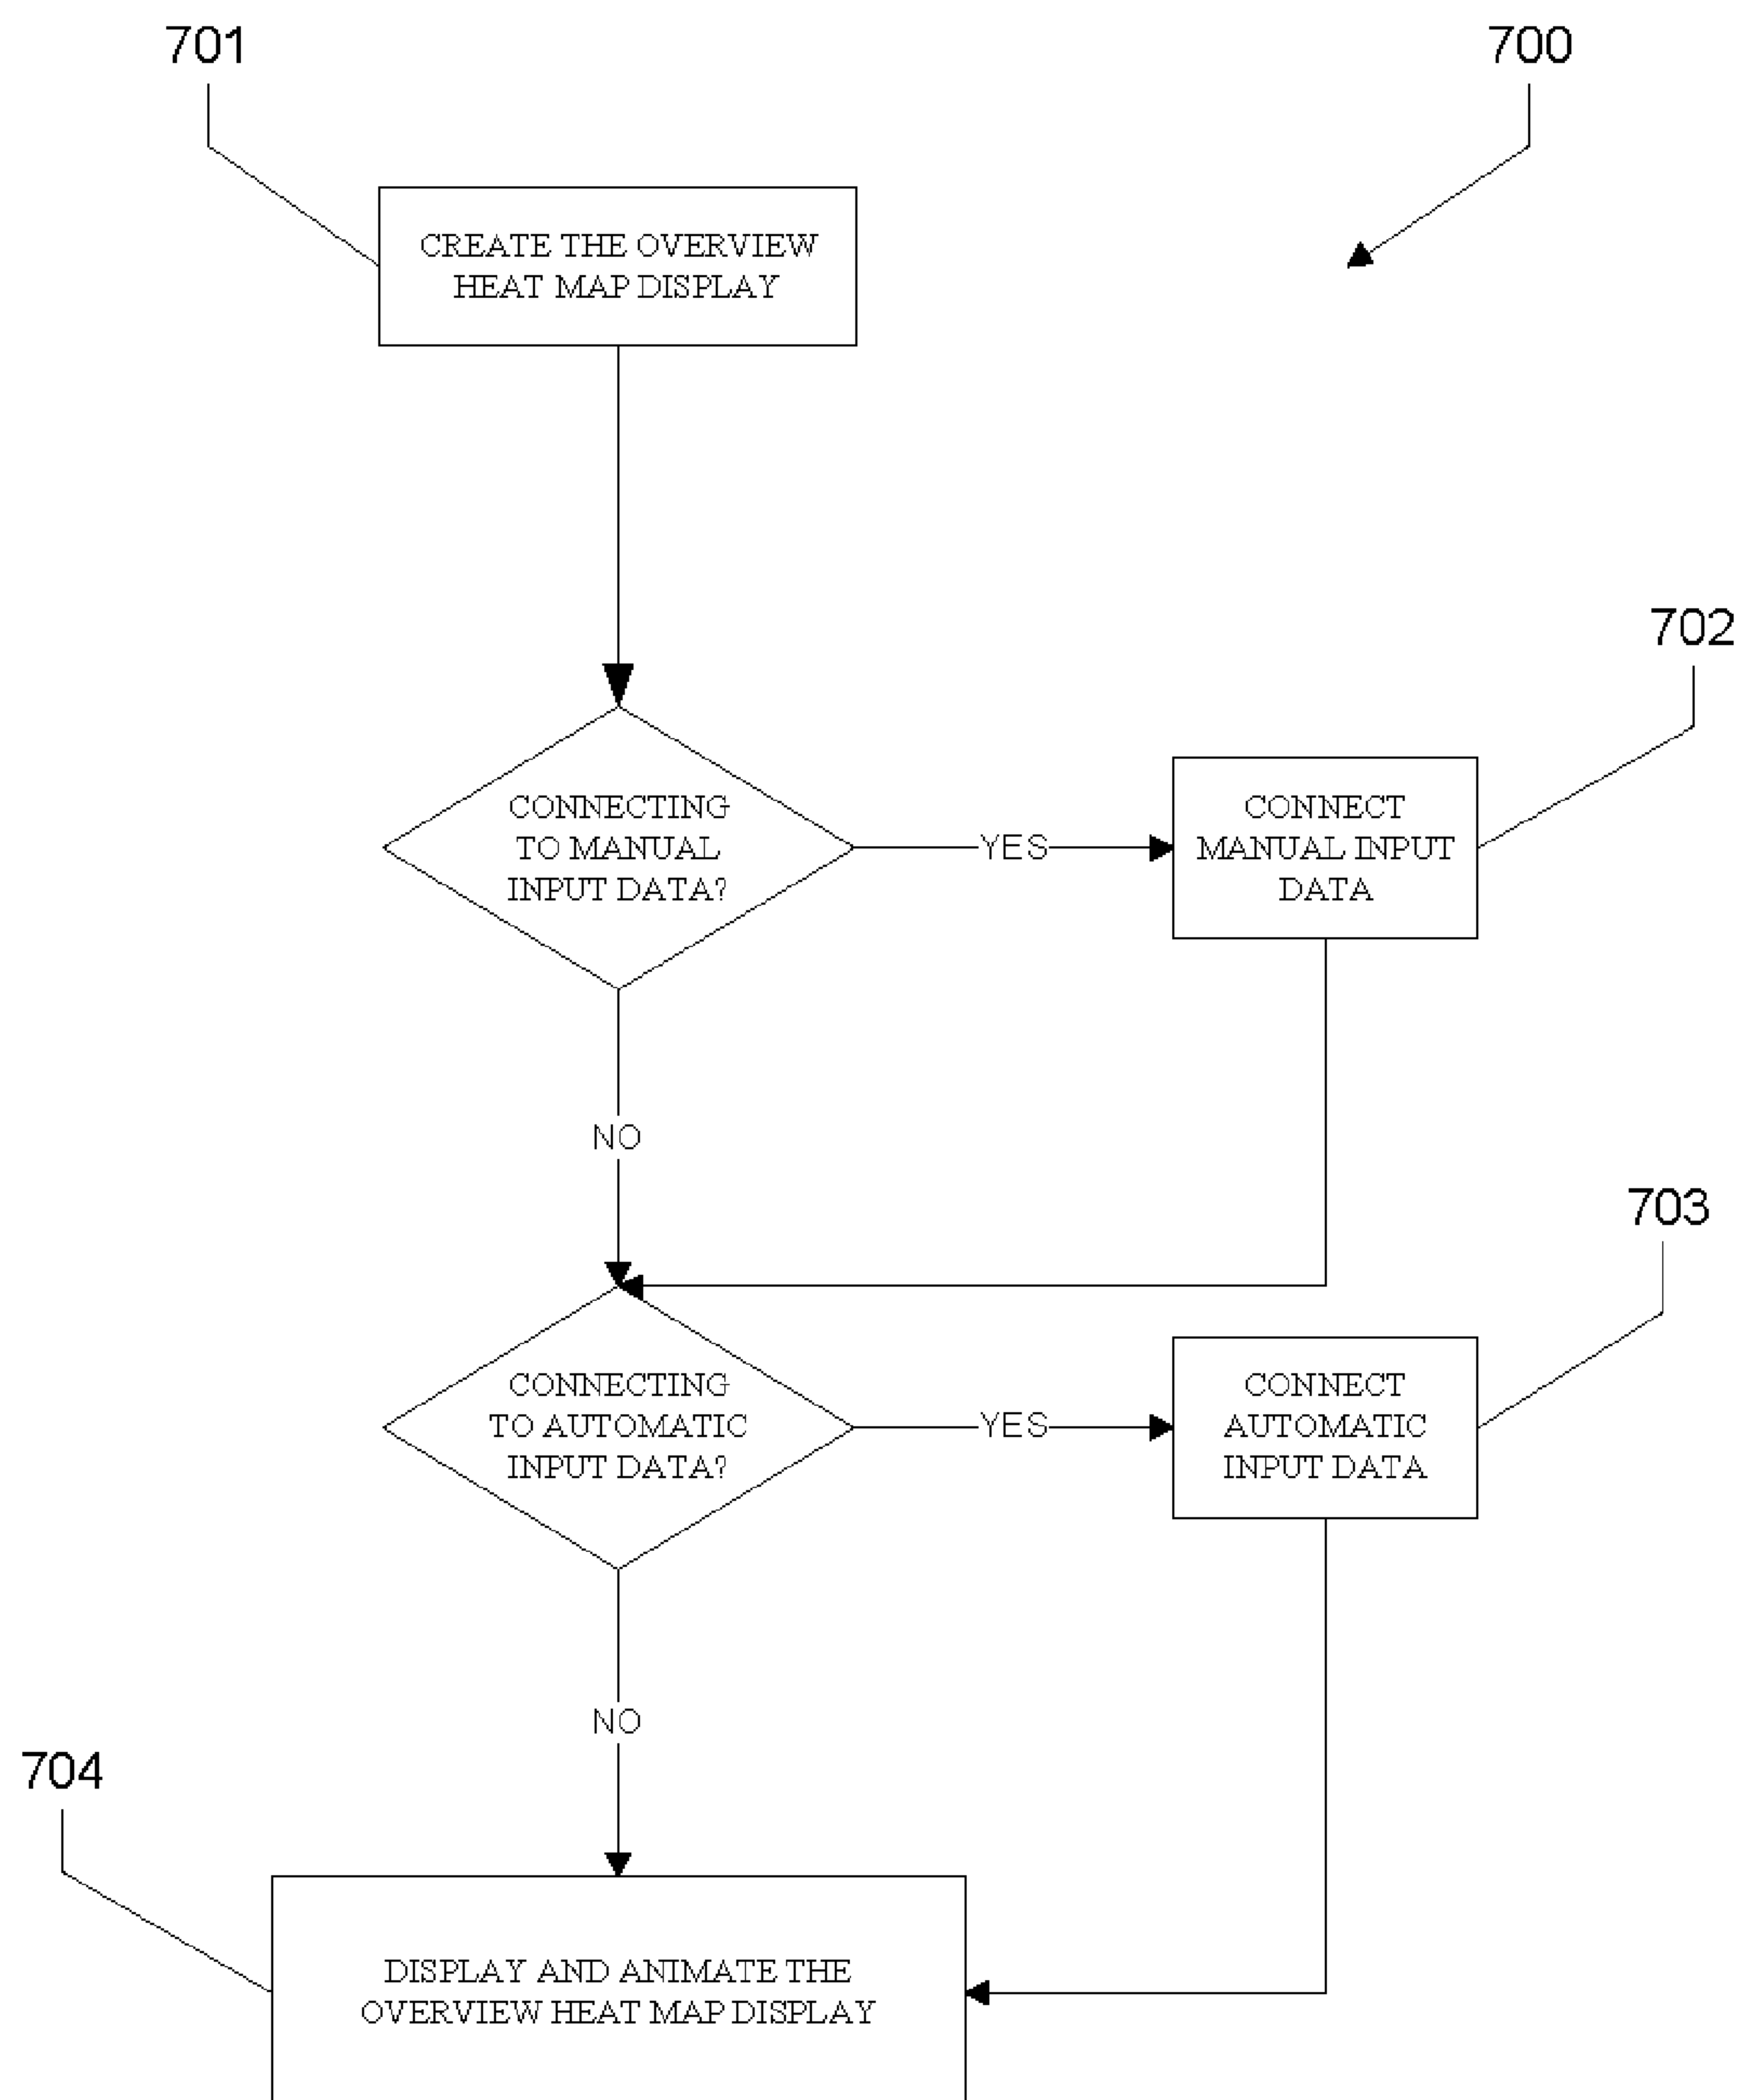 701
700
CREATE THE OVERVIEW
HEAT MAP DISPLAY
702
CONNECTING
TO MANUAL
INPUT DATA?
YES
CONNECT
MANUAL INPUT
DATA
NO
703
CONNECTING
TO AUTOMATIC
INPUT DATA?
YES
CONNECT
AUTOMATIC
INPUT DATA
NO
704
DISPLAY AND ANIMATE THE
OVERVIEW HEAT MAP DISPLAY